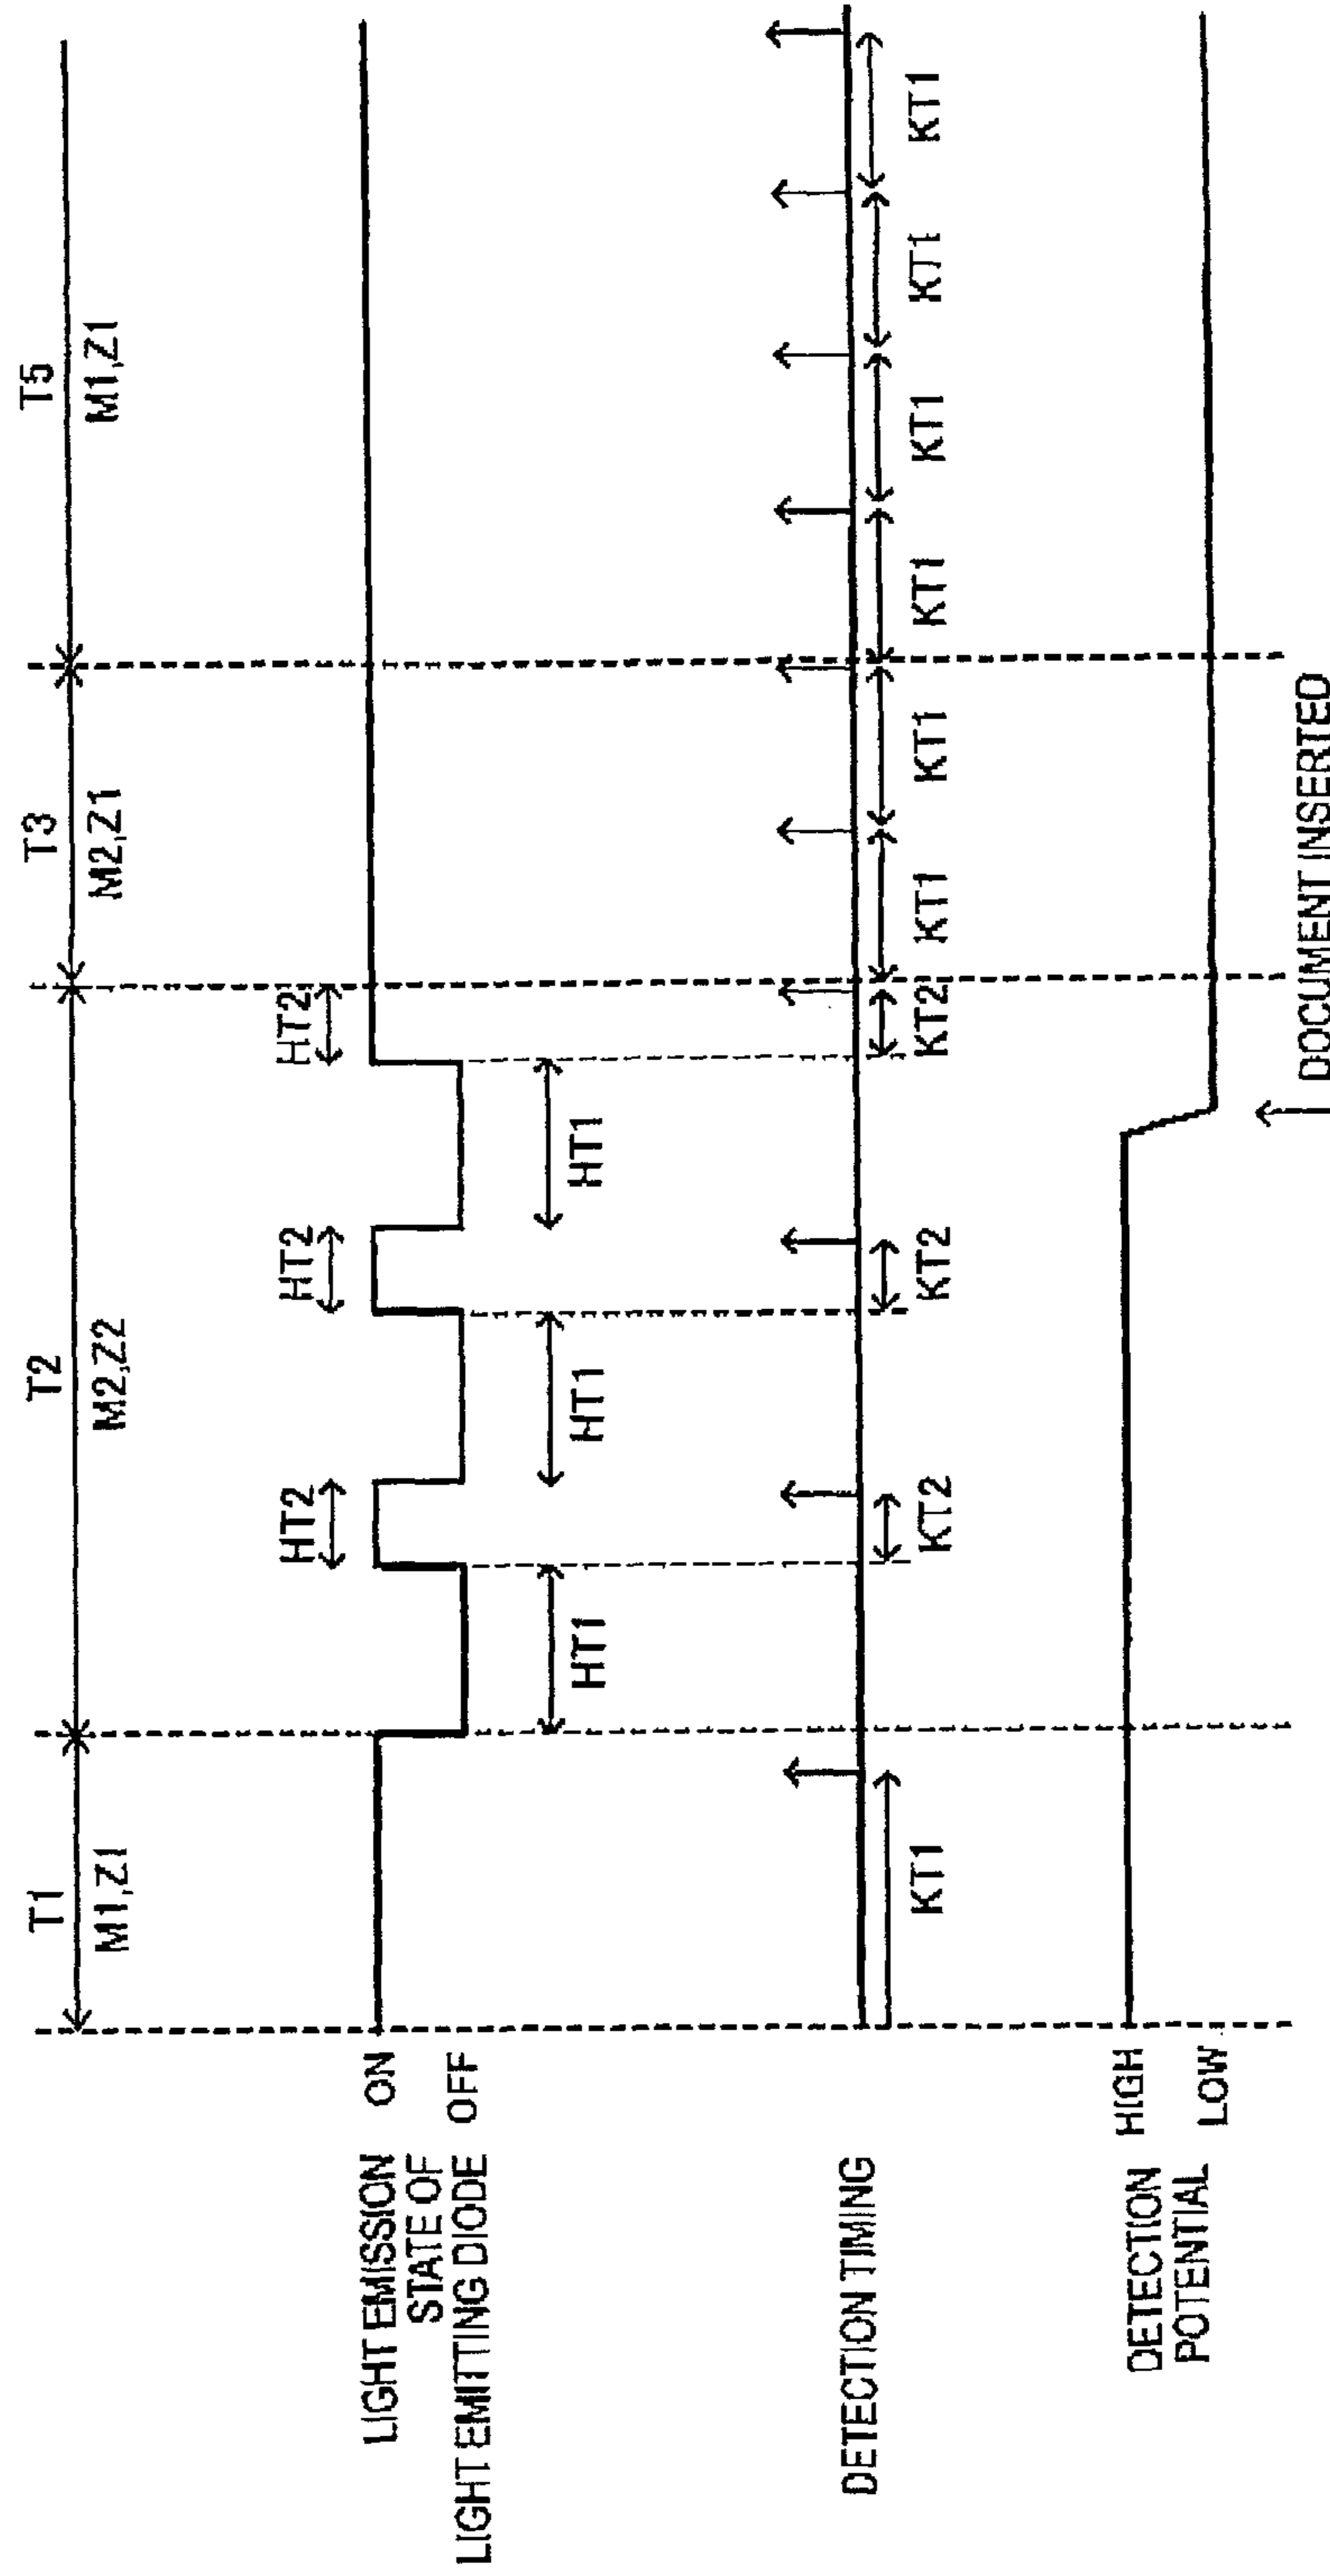 T1
T2
T3
T5
M1,Z1
M2,Z2
M2,Z1
M1,Z1
HT2
HT2
HT2
LIGHT EMISSION
STATE OF
LIGHT EMITTING DIODE
ON
OFF
HT1
HT1
HT1
DETECTION TIMING
KT1
KT2
KT2
KT2
KT1
KT1
KT1
KT1
KT1
KT1
DETECTION
POTENTIAL
HIGH
LOW
DOCUMENT INSERTED